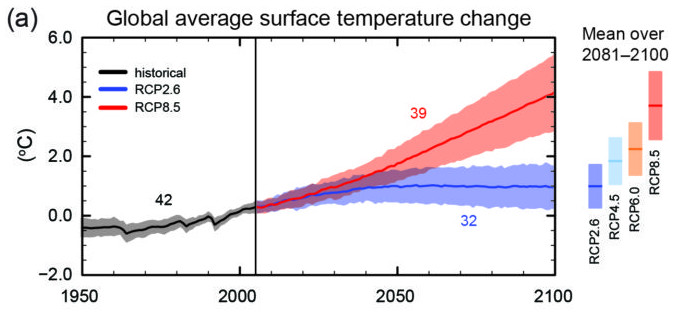 (a) Global average surface temperature change
Mean over
2081–2100
6.0
4.0
2.0
0.0
−2.0
(°C)
historical
RCP2.6
RCP8.5
42
39
32
1950
2000
2050
2100
RCP2.6
RCP4.5
RCP6.0
RCP8.5